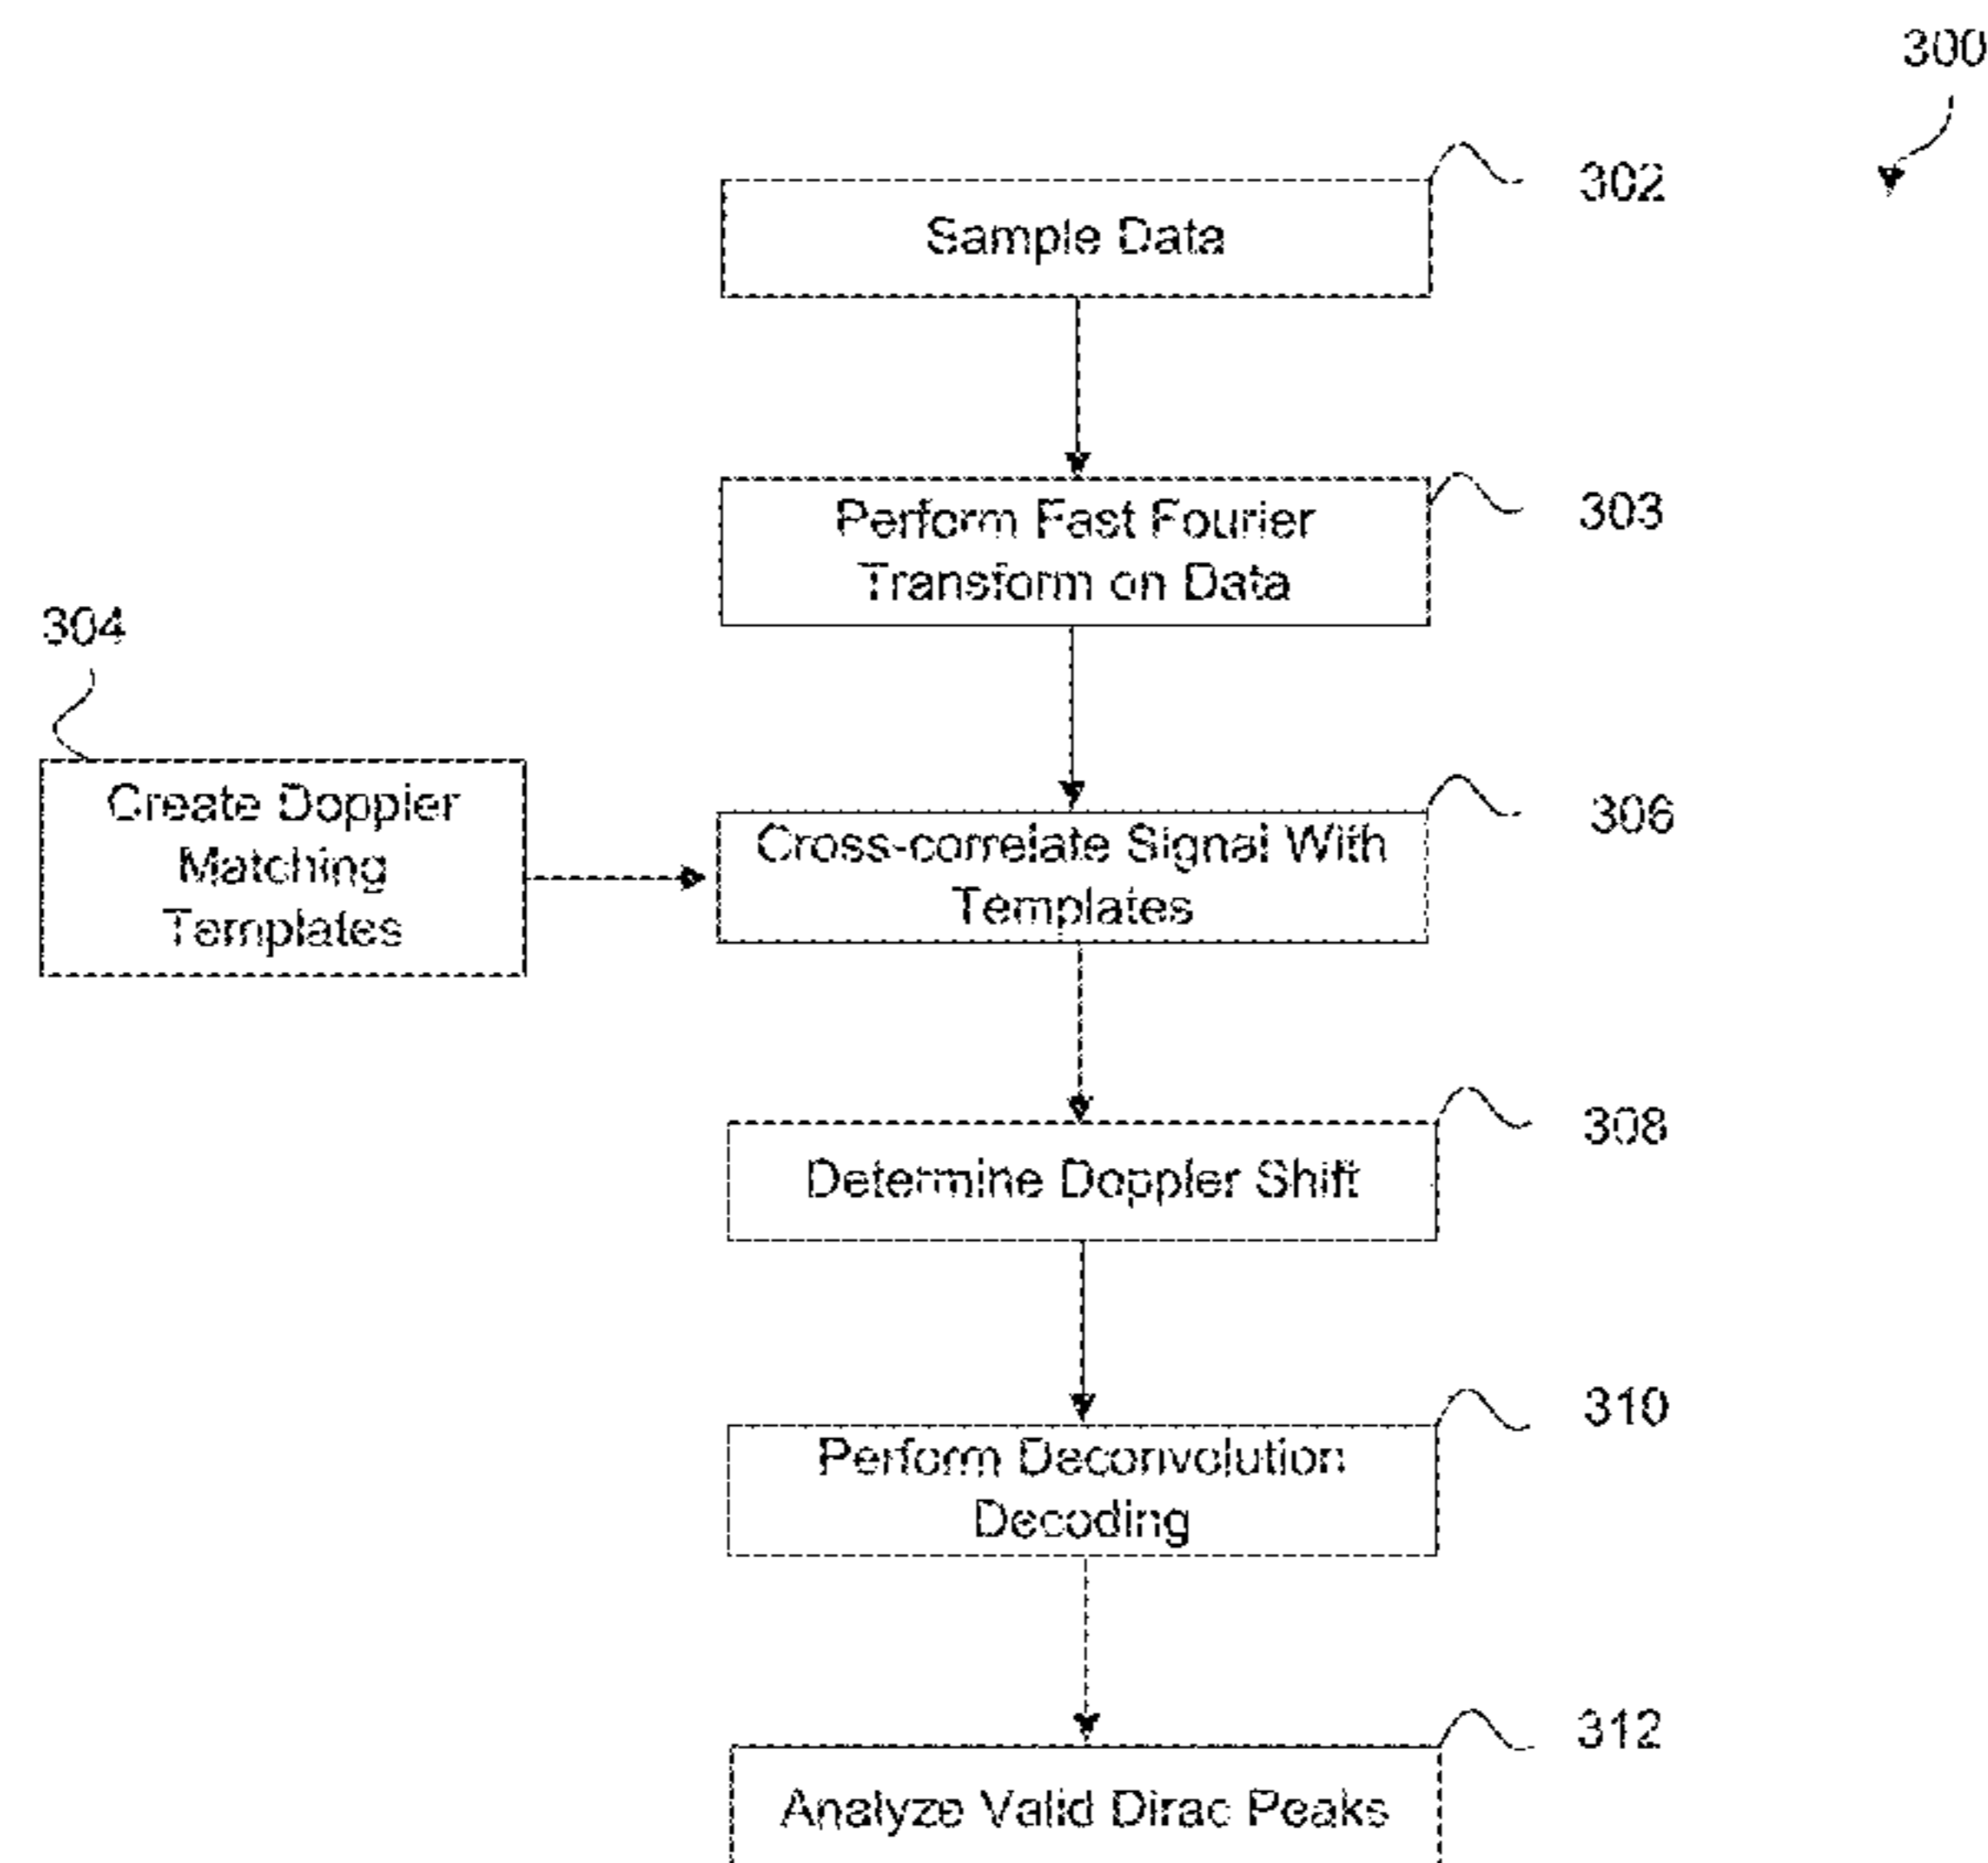 300
302
Sample Data
303
Perform Fast Fourier
Transform on Data
304
Create Doppler
Matching
Templates
306
Cross-correlate Signal With
Templates
308
Determine Doppler Shift
310
Perform Deconvolution
Decoding
312
Analyze Valid Dirac Peaks